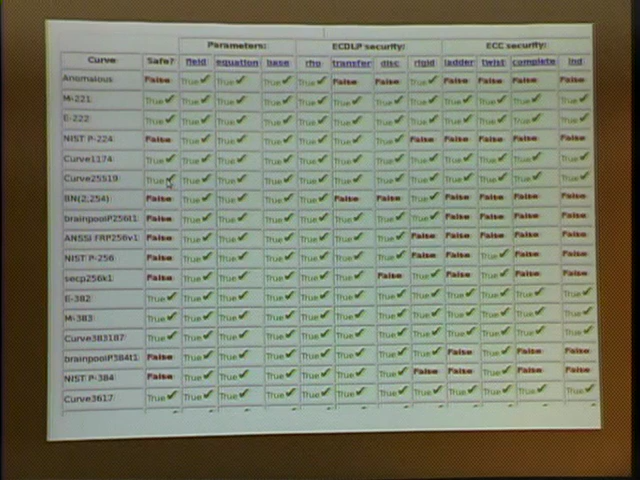 Parameters: ECDLP security: ECC security:
Curve Safe? field equation base rho transfer disc rigid ladder twist complete ind
Anomalous False True✔ True✔ True✔ True✔ False False True✔ False False False False
M-221 True✔ True✔ True✔ True✔ True✔ True✔ True✔ True✔ True✔ True✔ True✔ True✔
E-222 True✔ True✔ True✔ True✔ True✔ True✔ True✔ True✔ True✔ True✔ True✔ True✔
NIST P-224 False True✔ True✔ True✔ True✔ True✔ True✔ False False False False False
Curve1174 True✔ True✔ True✔ True✔ True✔ True✔ True✔ True✔ True✔ True✔ True✔ True✔
Curve25519 True✔ True✔ True✔ True✔ True✔ True✔ True✔ True✔ True✔ True✔ True✔ True✔
BN(2,254) False True✔ True✔ True✔ True✔ False False True✔ False False False False
brainpoolP256t1 False True✔ True✔ True✔ True✔ True✔ True✔ True✔ False False False False
ANSSI FRP256v1 False True✔ True✔ True✔ True✔ True✔ True✔ False False False False False
NIST P-256 False True✔ True✔ True✔ True✔ True✔ True✔ False False True✔ False False
secp256k1 False True✔ True✔ True✔ True✔ True✔ False True✔ False True✔ False False
E-382 True✔ True✔ True✔ True✔ True✔ True✔ True✔ True✔ True✔ True✔ True✔ True✔
M-383 True✔ True✔ True✔ True✔ True✔ True✔ True✔ True✔ True✔ True✔ True✔ True✔
Curve383187 True✔ True✔ True✔ True✔ True✔ True✔ True✔ True✔ True✔ True✔ True✔ True✔
brainpoolP384t1 False True✔ True✔ True✔ True✔ True✔ True✔ True✔ False True✔ False False
NIST P-384 False True✔ True✔ True✔ True✔ True✔ True✔ False False True✔ False False
Curve3617 True✔ True✔ True✔ True✔ True✔ True✔ True✔ True✔ True✔ True✔ True✔ True✔